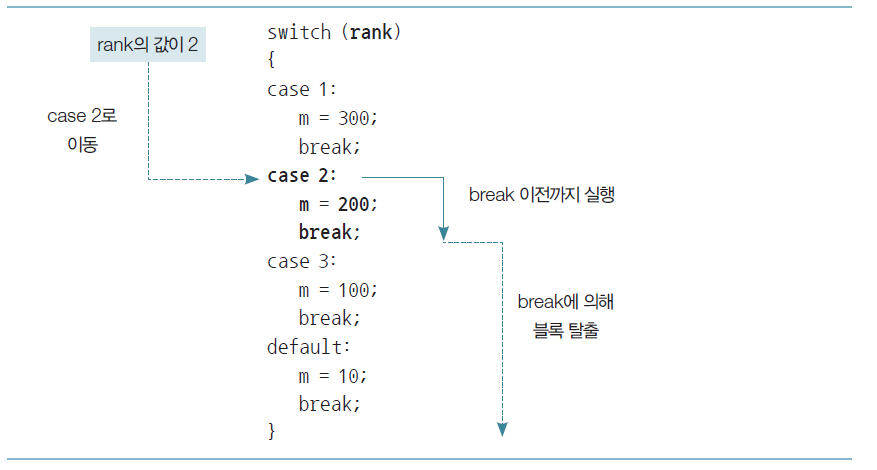 switch (rank)
rank의 값이 2
{
case 1:
case 2로
이동
m = 300;
break;
case 2:
break 이전까지 실행
m = 200;
break;
case 3:
m = 100;
break에 의해
블록 탈출
break;
default:
m = 10;
break;
}